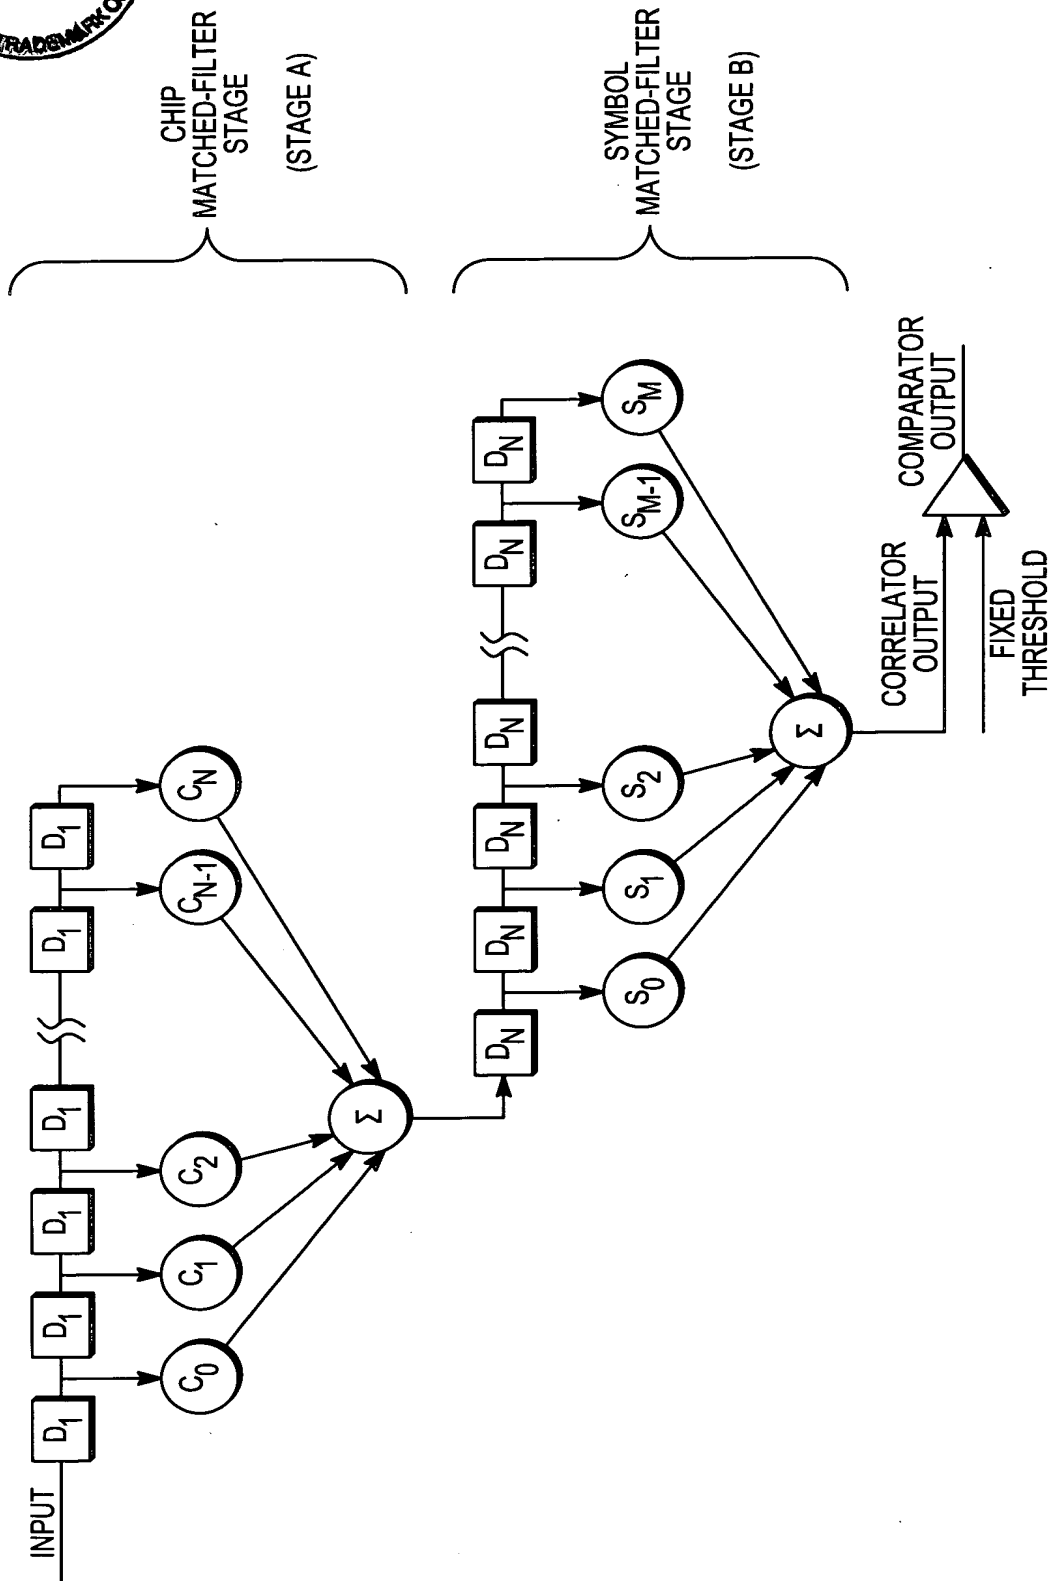 TRADEMARK
INPUT
D1
D1
D1
D1
D1
D1
C0
C1
C2
CN-1
CN
Σ
CHIP
MATCHED-FILTER
STAGE
(STAGE A)
DN
DN
DN
DN
DN
DN
S0
S1
S2
SM-1
SM
Σ
SYMBOL
MATCHED-FILTER
STAGE
(STAGE B)
CORRELATOR
OUTPUT
FIXED
THRESHOLD
COMPARATOR
OUTPUT